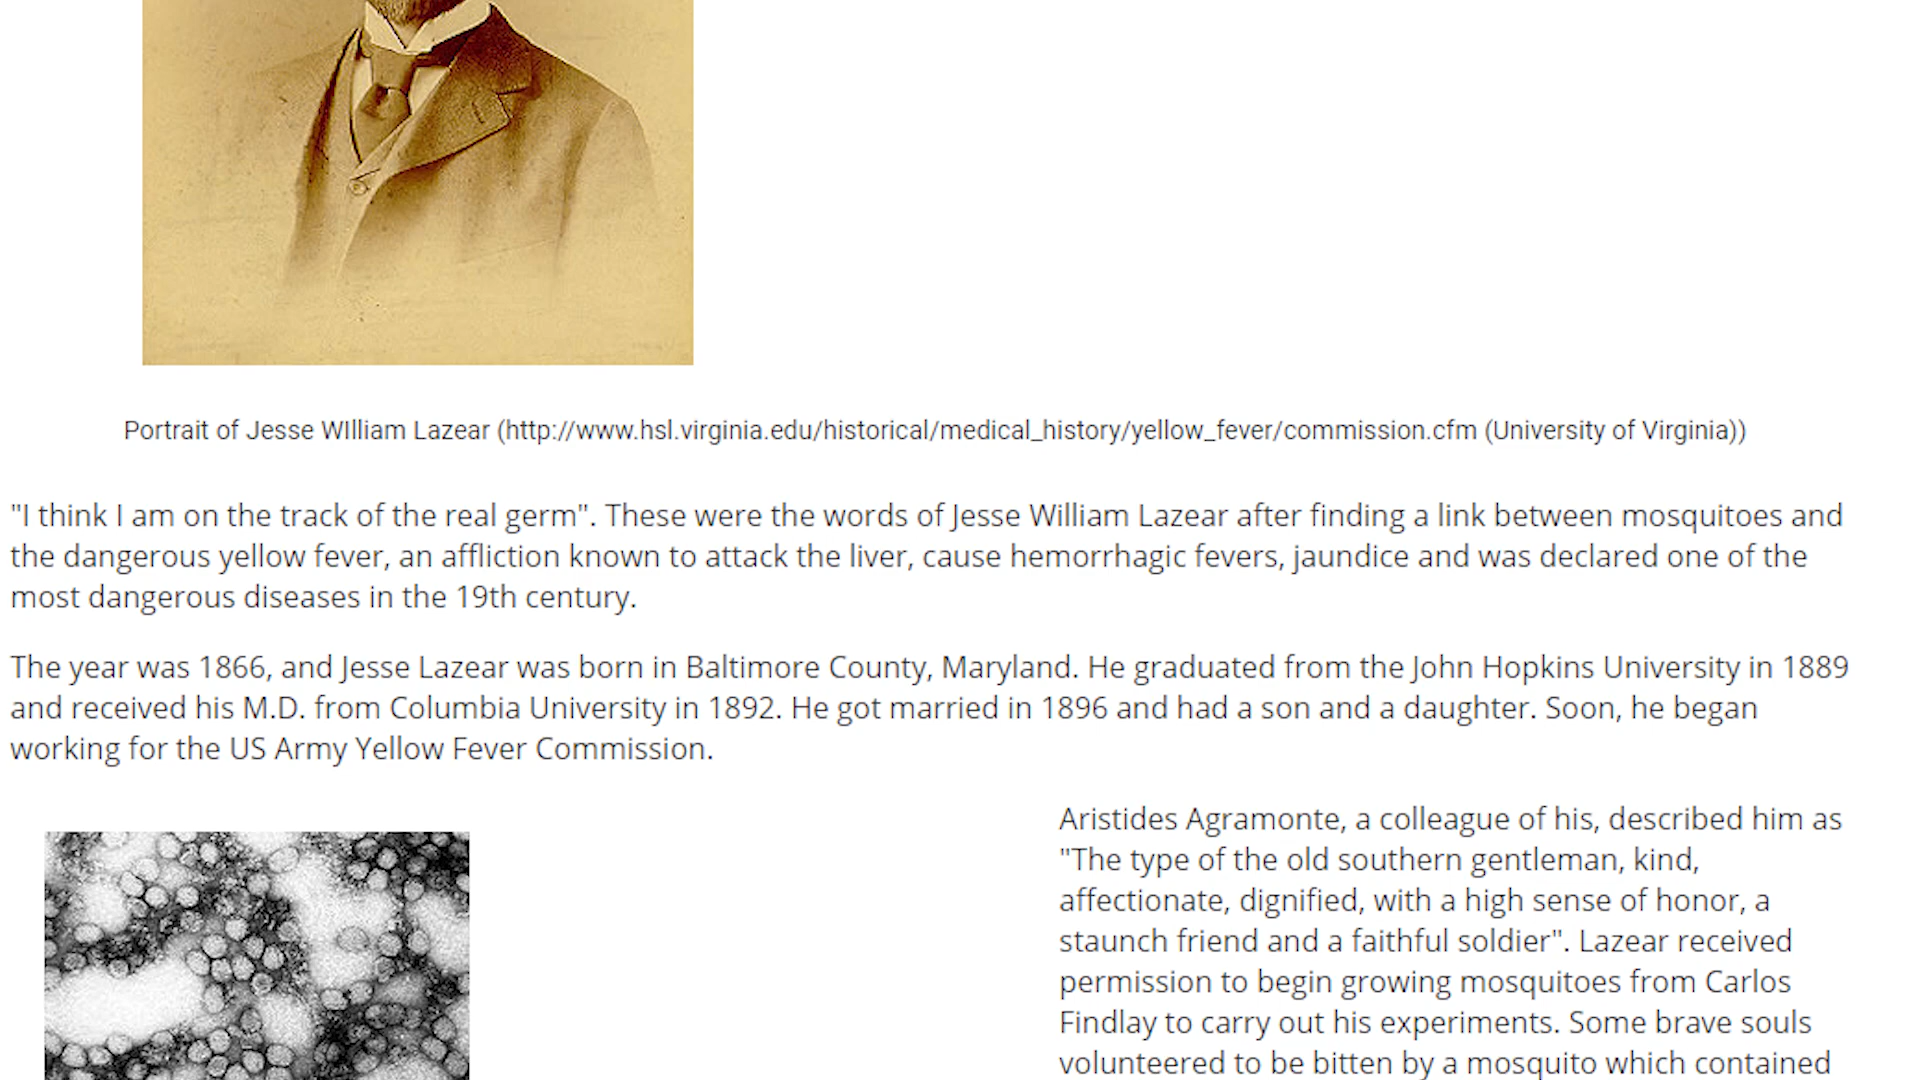 Portrait of Jesse WIlliam Lazear (http://www.hsl.virginia.edu/historical/medical_history/yellow_fever/commission.cfm (University of Virginia))
"I think I am on the track of the real germ". These were the words of Jesse William Lazear after finding a link between mosquitoes and
the dangerous yellow fever, an affliction known to attack the liver, cause hemorrhagic fevers, jaundice and was declared one of the
most dangerous diseases in the 19th century.
The year was 1866, and Jesse Lazear was born in Baltimore County, Maryland. He graduated from the John Hopkins University in 1889
and received his M.D. from Columbia University in 1892. He got married in 1896 and had a son and a daughter. Soon, he began
working for the US Army Yellow Fever Commission.
Aristides Agramonte, a colleague of his, described him as
"The type of the old southern gentleman, kind,
affectionate, dignified, with a high sense of honor, a
staunch friend and a faithful soldier". Lazear received
permission to begin growing mosquitoes from Carlos
Findlay to carry out his experiments. Some brave souls
volunteered to be bitten by a mosquito which contained